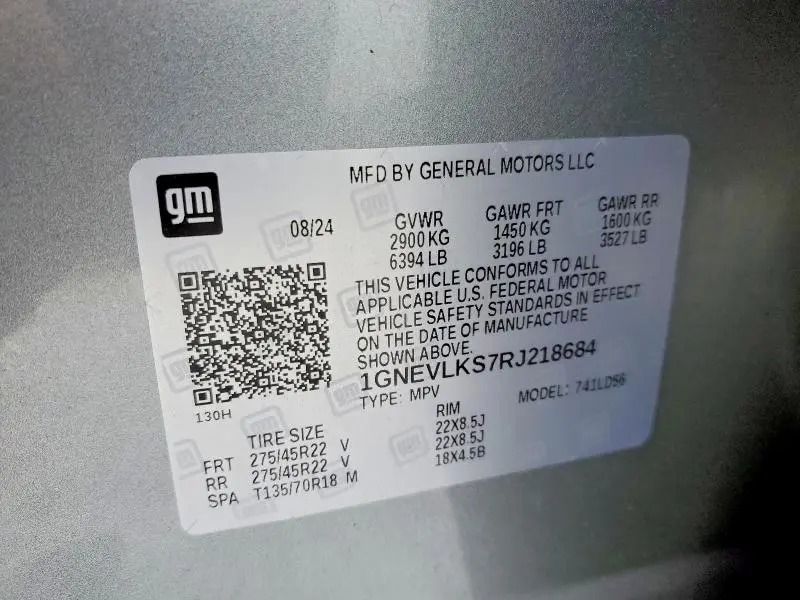 gm
MFD BY GENERAL MOTORS LLC
08/24
GVWR GAWR FRT GAWR RR
2900 KG 1450 KG 1600 KG
6394 LB 3196 LB 3527 LB
THIS VEHICLE CONFORMS TO ALL
APPLICABLE U.S. FEDERAL MOTOR
VEHICLE SAFETY STANDARDS IN EFFECT
ON THE DATE OF MANUFACTURE
SHOWN ABOVE.
1GNEVLKS7RJ218684
TYPE: MPV MODEL: 741LD56
130H
TIRE SIZE RIM
FRT 275/45R22 V 22X8.5J
RR 275/45R22 V 22X8.5J
SPA T135/70R18 M 18X4.5B